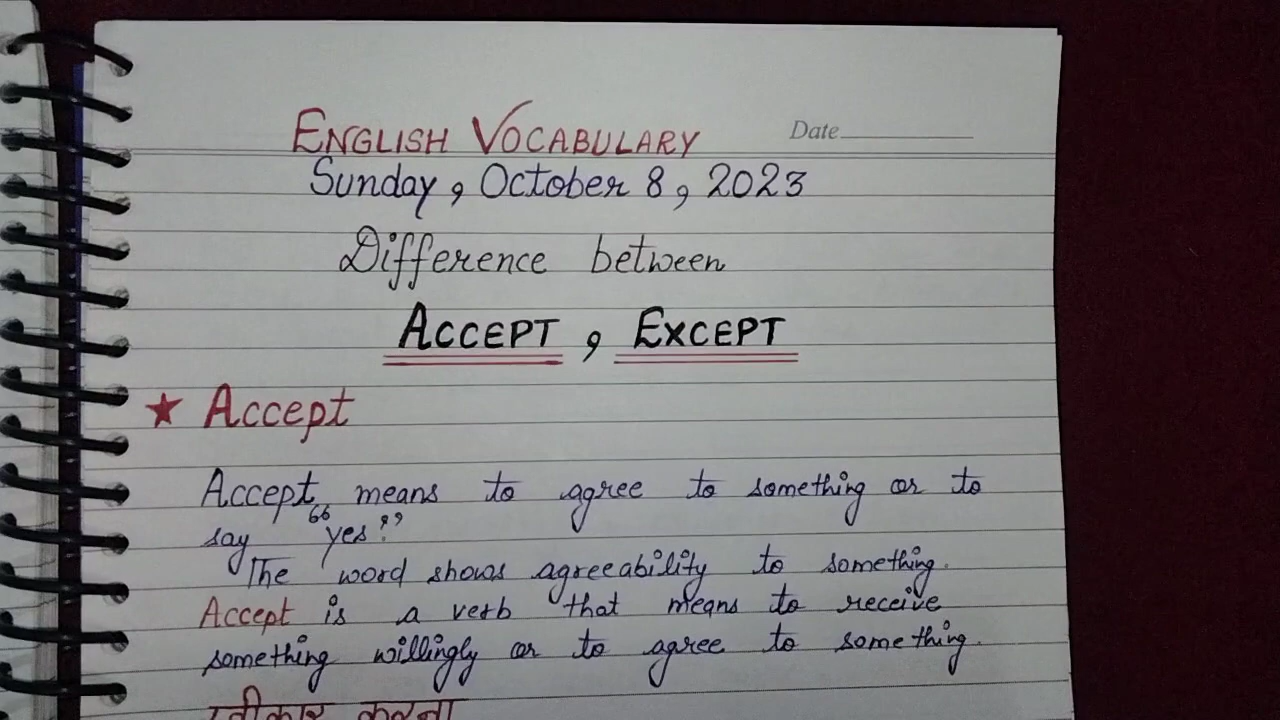 ENGLISH VOCABULARY
Date
Sunday, October 8, 2023
Difference between
ACCEPT, EXCEPT
★ Accept
Accept means to agree to something or to
say "yes".
The word shows agreeability to something.
Accept is a verb that means to receive
something willingly or to agree to something.
स्वीकार करना